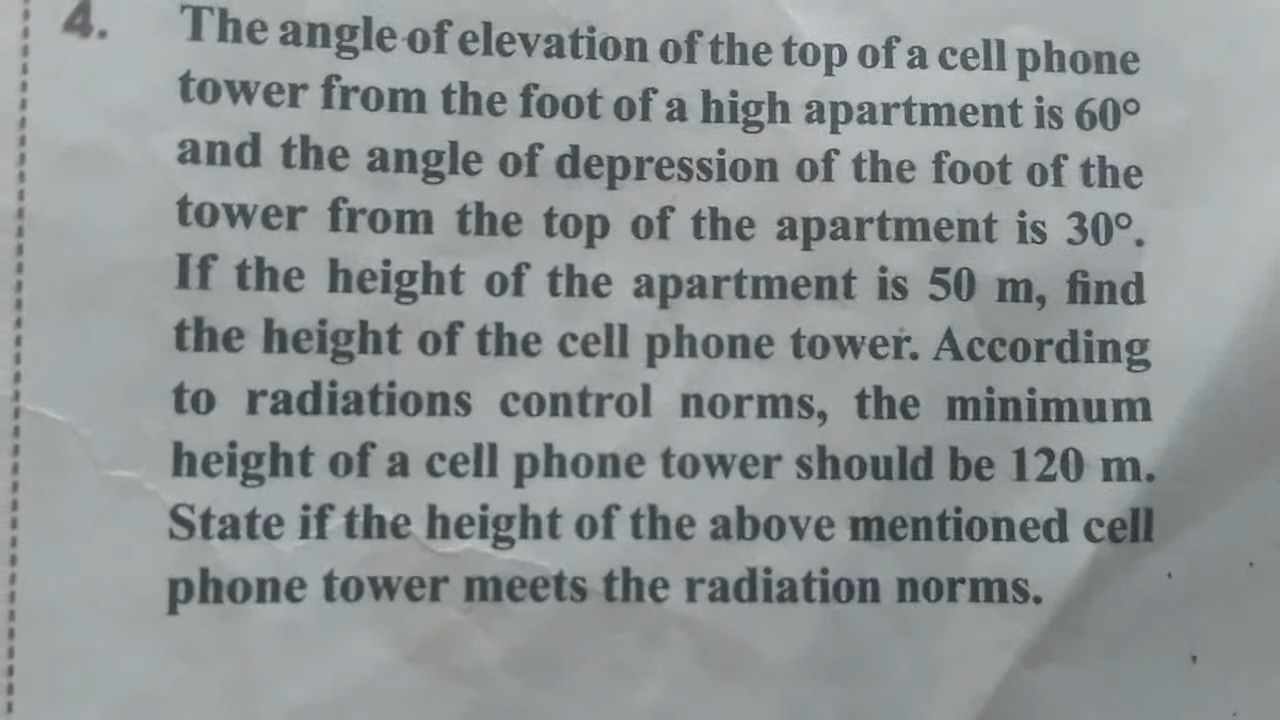 4. The angle of elevation of the top of a cell phone
tower from the foot of a high apartment is 60°
and the angle of depression of the foot of the
tower from the top of the apartment is 30°.
If the height of the apartment is 50 m, find
the height of the cell phone tower. According
to radiations control norms, the minimum
height of a cell phone tower should be 120 m.
State if the height of the above mentioned cell
phone tower meets the radiation norms.